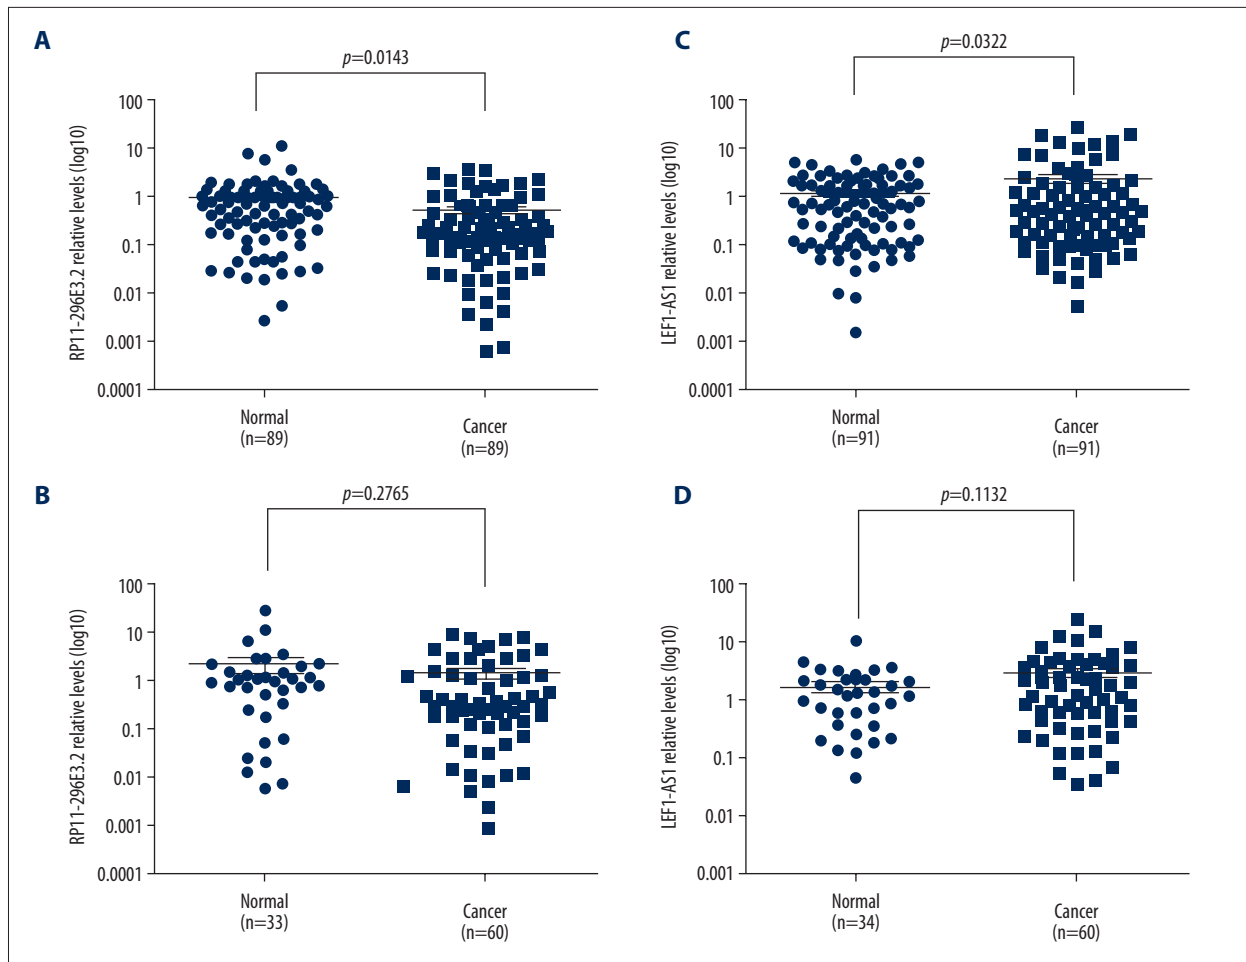 A
p=0.0143
RP11-296E3.2 relative levels (log10)
100
10
1
0.1
0.01
0.001
0.0001
Normal
(n=89)
Cancer
(n=89)
C
p=0.0322
LEF1-AS1 relative levels (log10)
100
10
1
0.1
0.01
0.001
0.0001
Normal
(n=91)
Cancer
(n=91)
B
p=0.2765
RP11-296E3.2 relative levels (log10)
100
10
1
0.1
0.01
0.001
0.0001
Normal
(n=33)
Cancer
(n=60)
D
p=0.1132
LEF1-AS1 relative levels (log10)
100
10
1
0.1
0.01
0.001
Normal
(n=34)
Cancer
(n=60)